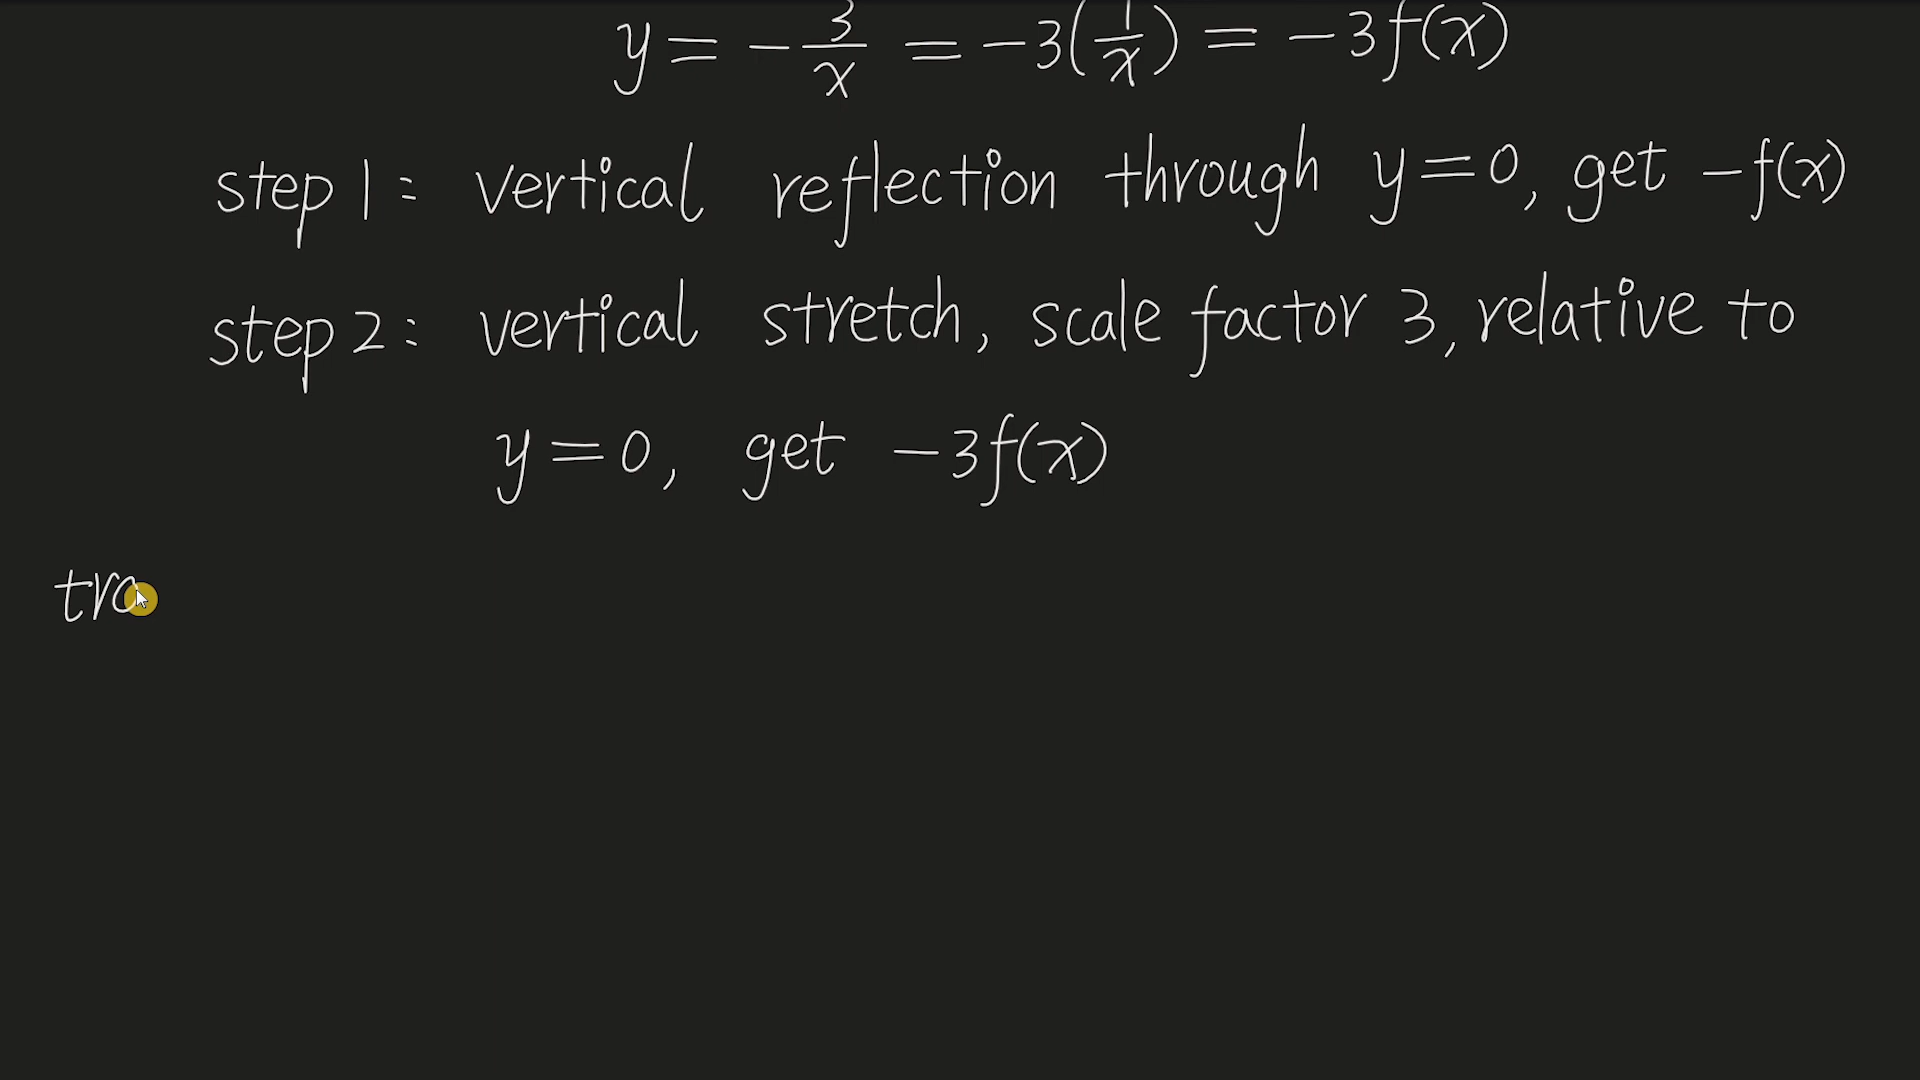 y = -3/x = -3(1/x) = -3f(x)
step 1: vertical reflection through y=0, get -f(x)
step 2: vertical stretch, scale factor 3, relative to
y=0, get -3f(x)
tra